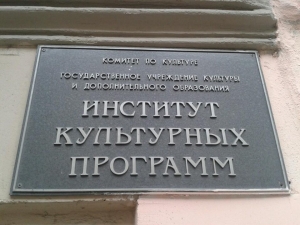 КОМИТЕТ ПО КУЛЬТУРЕ
ГОСУДАРСТВЕННОЕ УЧРЕЖДЕНИЕ КУЛЬТУРЫ
И ДОПОЛНИТЕЛЬНОГО ОБРАЗОВАНИЯ
ИНСТИТУТ
КУЛЬТУРНЫХ
ПРОГРАММ